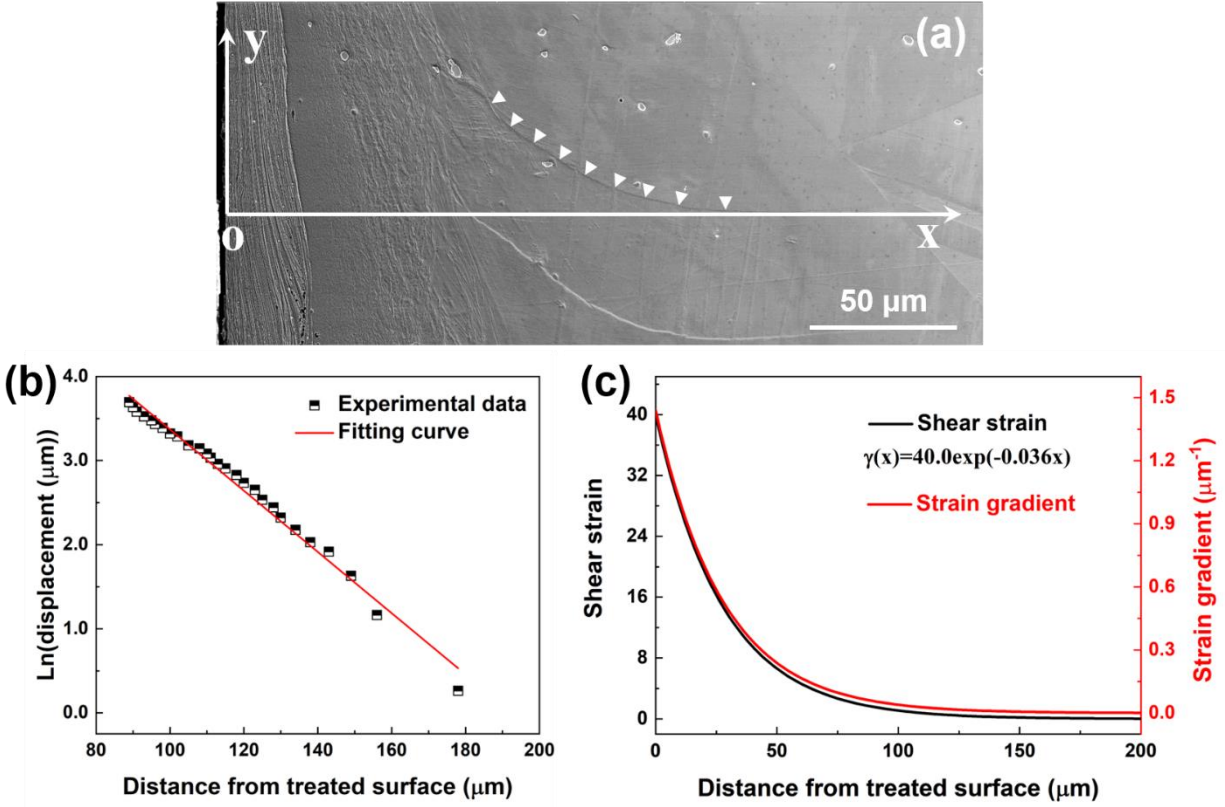 (a)
y
o
x
50 μm
(b)
Ln(displacement (μm))
4.0
3.0
2.0
1.0
0.0
Experimental data
Fitting curve
80 100 120 140 160 180 200
Distance from treated surface (μm)
(c)
Shear strain
40
32
24
16
8
0
Shear strain
γ(x)=40.0exp(-0.036x)
Strain gradient
0 50 100 150 200
Distance from treated surface (μm)
1.5
1.2
0.9
0.6
0.3
0.0
Strain gradient (μm⁻¹)